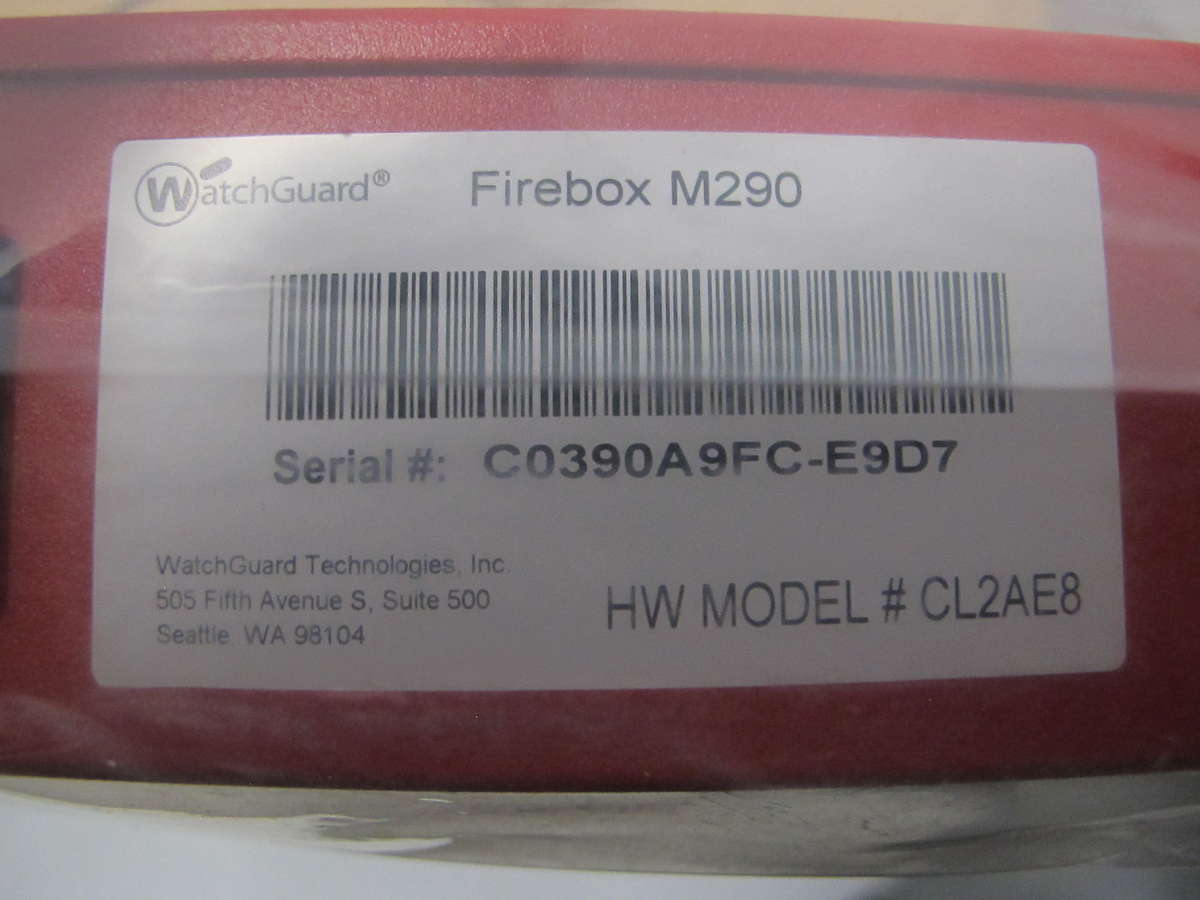 WatchGuard® Firebox M290
Serial #: C0390A9FC-E9D7
WatchGuard Technologies, Inc.
505 Fifth Avenue S, Suite 500
Seattle, WA 98104
HW MODEL # CL2AE8